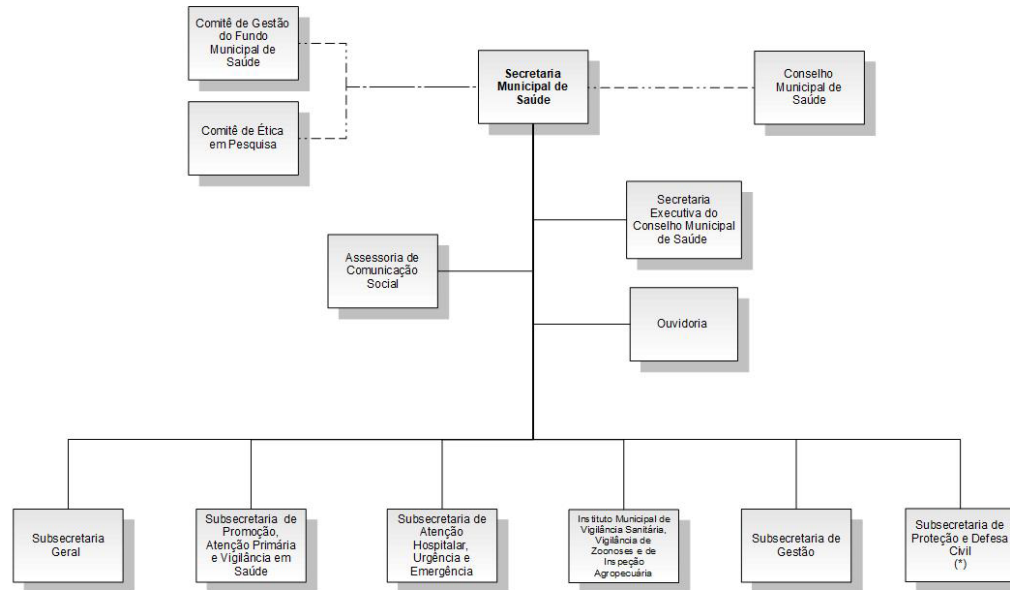 Comitê de Gestão
do Fundo
Municipal de
Saúde
Secretaria
Municipal de
Saúde
Conselho
Municipal de
Saúde
Comitê de Ética
em Pesquisa
Secretaria
Executiva do
Conselho Municipal
de Saúde
Assessoria de
Comunicação
Social
Ouvidoria
Subsecretaria
Geral
Subsecretaria de
Promoção,
Atenção Primária
e Vigilância em
Saúde
Subsecretaria de
Atenção
Hospitalar,
Urgência e
Emergência
Instituto Municipal de
Vigilância Sanitária,
Vigilância de
Zoonoses e de
Inspeção
Agropecuária
Subsecretaria
de Gestão
Subsecretaria de
Proteção e Defesa
Civil
(*)